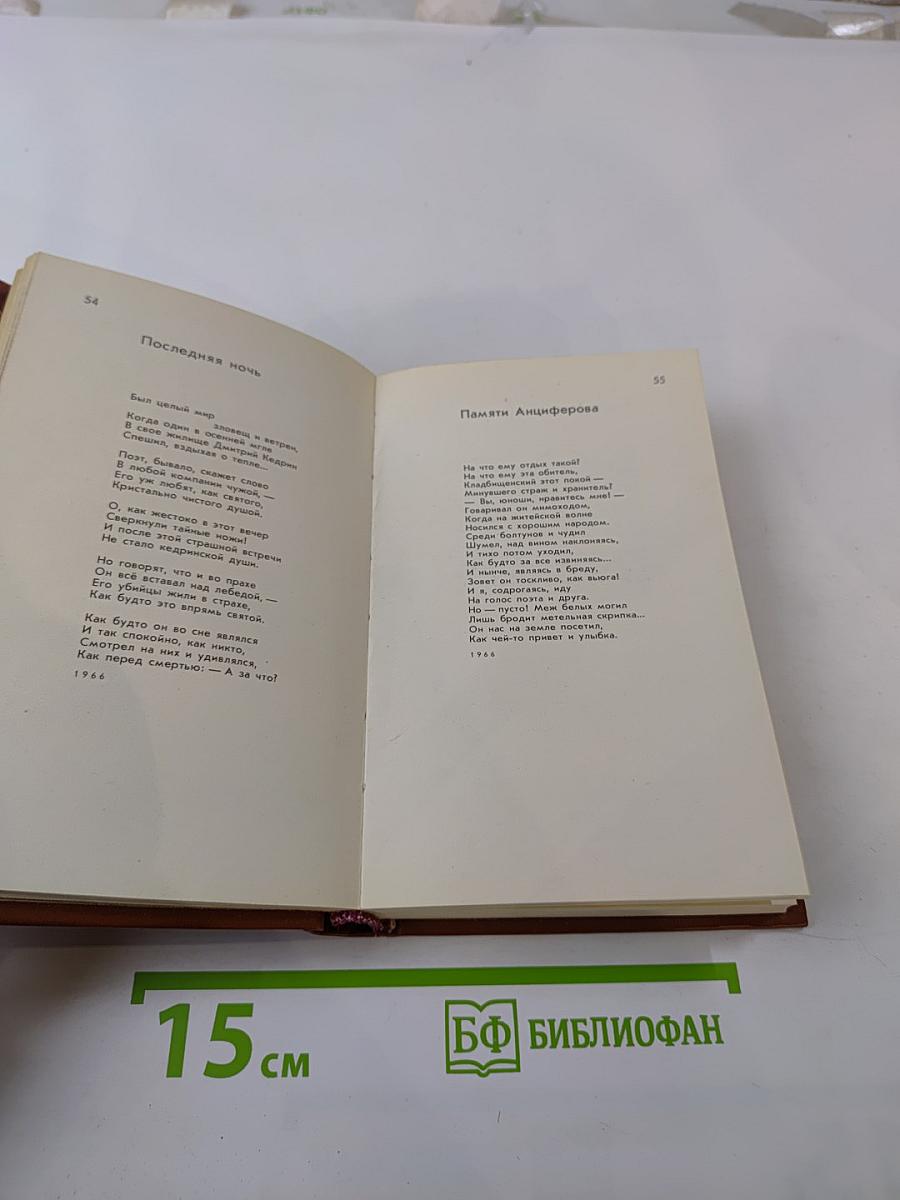 54
Последняя ночь
Был целый мир
зловещ и ветрен,
Когда один в осенней мгле
В свое жилище Дмитрий Кедрин
Спешил, вздыхая о тепле...
Поэт, бывало, скажет слово
В любой компании чужой, —
Его уж любят, как святого,
Кристально чистого душой.
О, как жестоко в этот вечер
Сверкнули тайные ножи!
И после этой страшной встречи
Не стало кедринской души.
Но говорят, что и во прахе
Он всё вставал над лебедой, —
Его убийцы жили в страхе,
Как будто это впрямь святой.
Как будто он во сне являлся
И так спокойно, как никто,
Смотрел на них и удивлялся,
Как перед смертью: — А за что?
1966
55
Памяти Анциферова
На что ему отдых такой?
На что ему эта обитель,
Кладбищенский этот покой —
Минувшего страж и хранитель?
— Вы, юноши, нравитесь мне! —
Говаривал он мимоходом,
Когда на житейской волне
Носился с хорошим народом.
Среди болтунов и чудил
Шумел, над вином наклоняясь,
И тихо потом уходил,
Как будто за все извиняясь...
И нынче, являясь в бреду,
Зовет он тоскливо, как вьюга!
И я, содрогаясь, иду
На голос поэта и друга.
Но — пусто! Меж белых могил
Лишь бродит метельная скрипка...
Он нас на земле посетил,
Как чей-то привет и улыбка.
1966
15 см
БФ БИБЛИОФАН